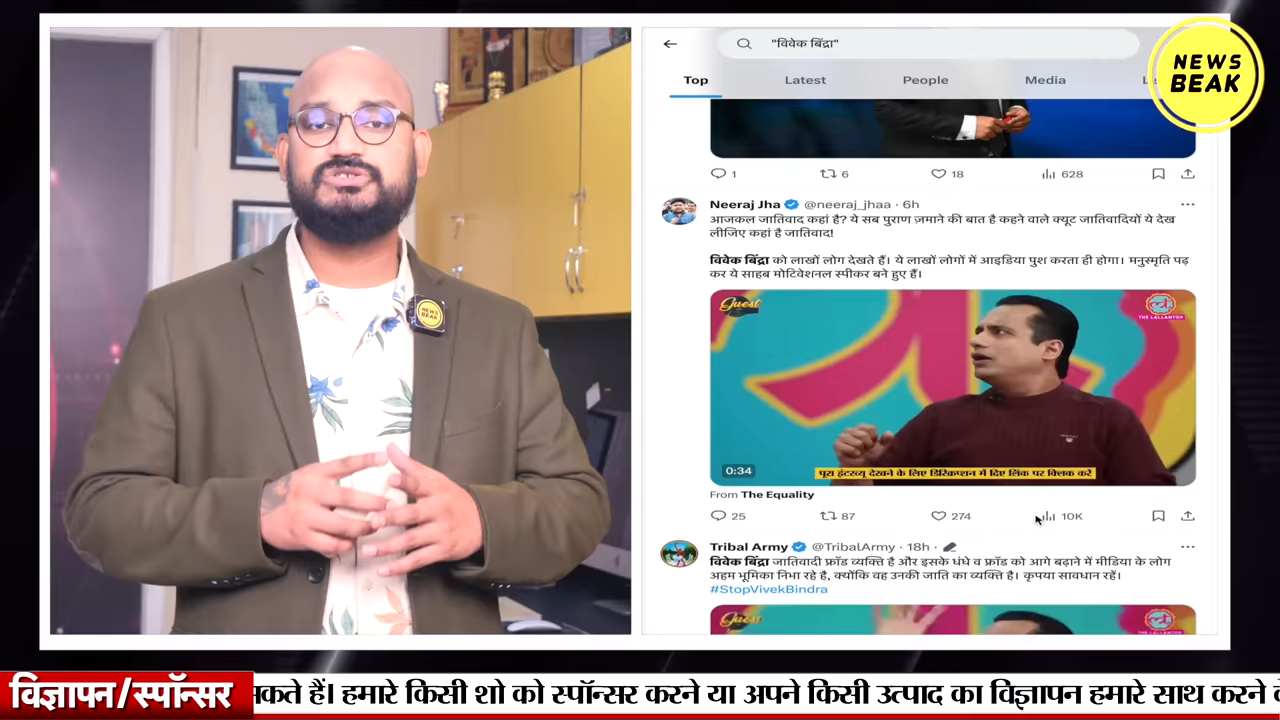 "विवेक बिंद्रा"
Top Latest People Media
NEWS
BEAK
1 6 18 628
Neeraj Jha @neeraj_jhaa · 6h
आजकल जातिवाद कहां है? ये सब पुराण ज़माने की बात है कहने वाले क्यूट जातिवादियों ये देख
लीजिए कहां है जातिवाद!
विवेक बिंद्रा को लाखों लोग देखते हैं। ये लाखों लोगों में आइडिया पुश करता ही होगा। मनुस्मृति पढ़
कर ये साहब मोटिवेशनल स्पीकर बने हुए हैं।
Guest
THE LALLANTOP
NEWS
BEAK
0:34
पूरा इंटरव्यू देखने के लिए डिस्क्रिप्शन में दिए लिंक पर क्लिक करें
From The Equality
25 87 274 10K
Tribal Army @TribalArmy · 18h ·
विवेक बिंद्रा जातिवादी फ्रॉड व्यक्ति है और इसके धंधे व फ्रॉड को आगे बढ़ाने में मीडिया के लोग
अहम भूमिका निभा रहे है, क्योंकि वह उनकी जाति का व्यक्ति है। कृपया सावधान रहें।
#StopVivekBindra
Guest
THE LALLANTOP
विज्ञापन/स्पॉन्सर
सकते हैं। हमारे किसी शो को स्पॉन्सर करने या अपने किसी उत्पाद का विज्ञापन हमारे साथ करने